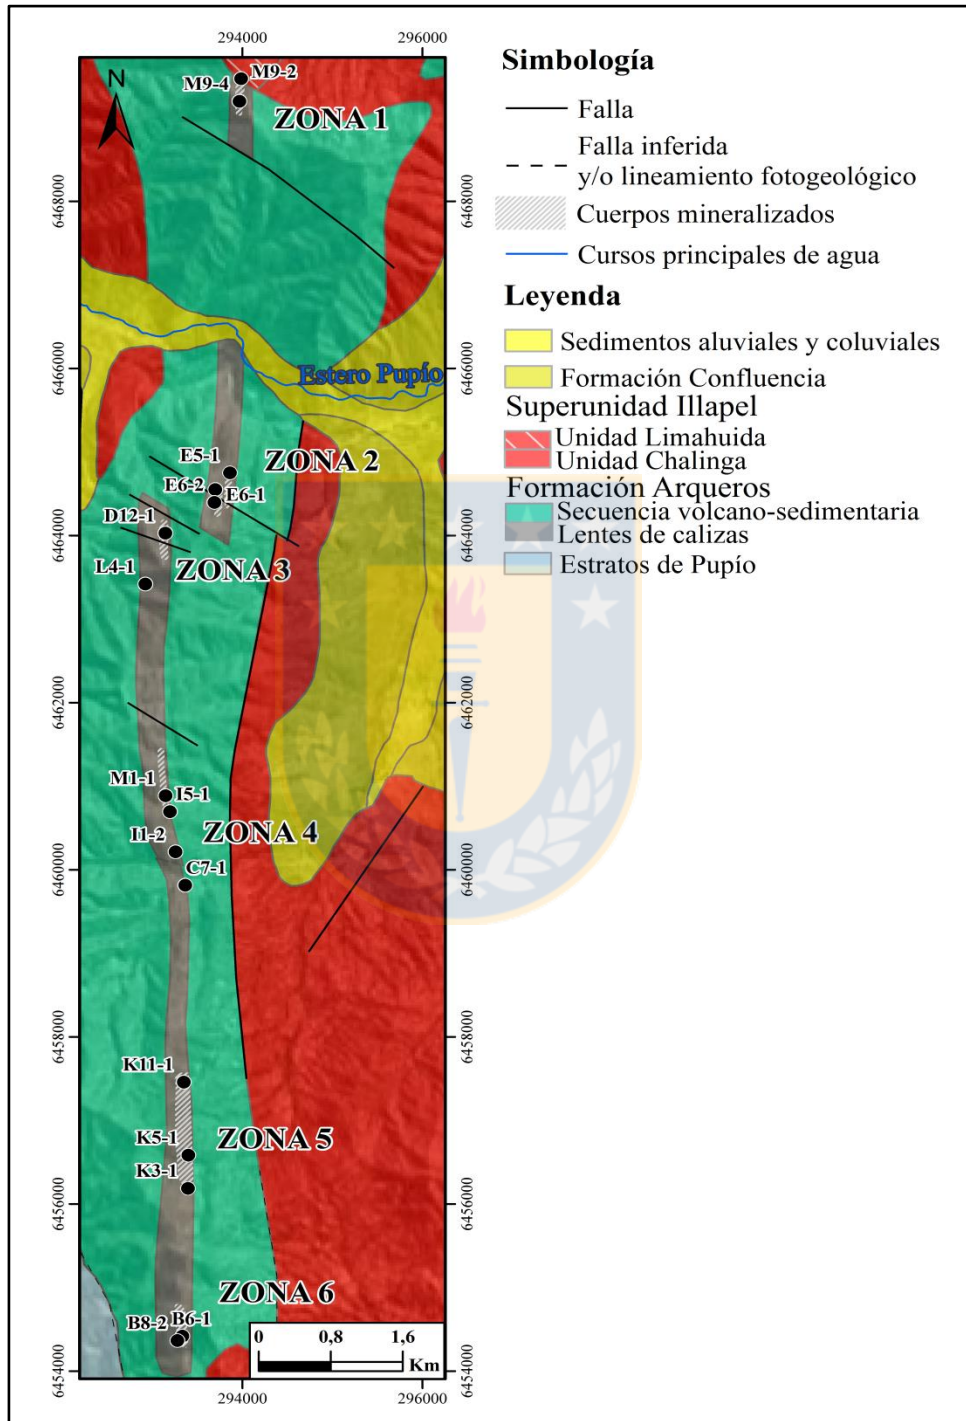 294000
296000
N
M9-2
M9-4
ZONA 1
6468000
6468000
6466000
6466000
Estero Pupío
E5-1
ZONA 2
E6-2
E6-1
D12-1
6464000
6464000
ZONA 3
L4-1
6462000
6462000
M1-1
I5-1
I1-2
ZONA 4
C7-1
6460000
6460000
6458000
6458000
K11-1
K5-1
ZONA 5
K3-1
6456000
6456000
ZONA 6
B8-2
B6-1
0
0,8
1,6
Km
6454000
6454000
294000
296000
Simbología
Falla
Falla inferida
y/o lineamiento fotogeológico
Cuerpos mineralizados
Cursos principales de agua
Leyenda
Sedimentos aluviales y coluviales
Formación Confluencia
Superunidad Illapel
Unidad Limahuida
Unidad Chalinga
Formación Arqueros
Secuencia volcano-sedimentaria
Lentes de calizas
Estratos de Pupío